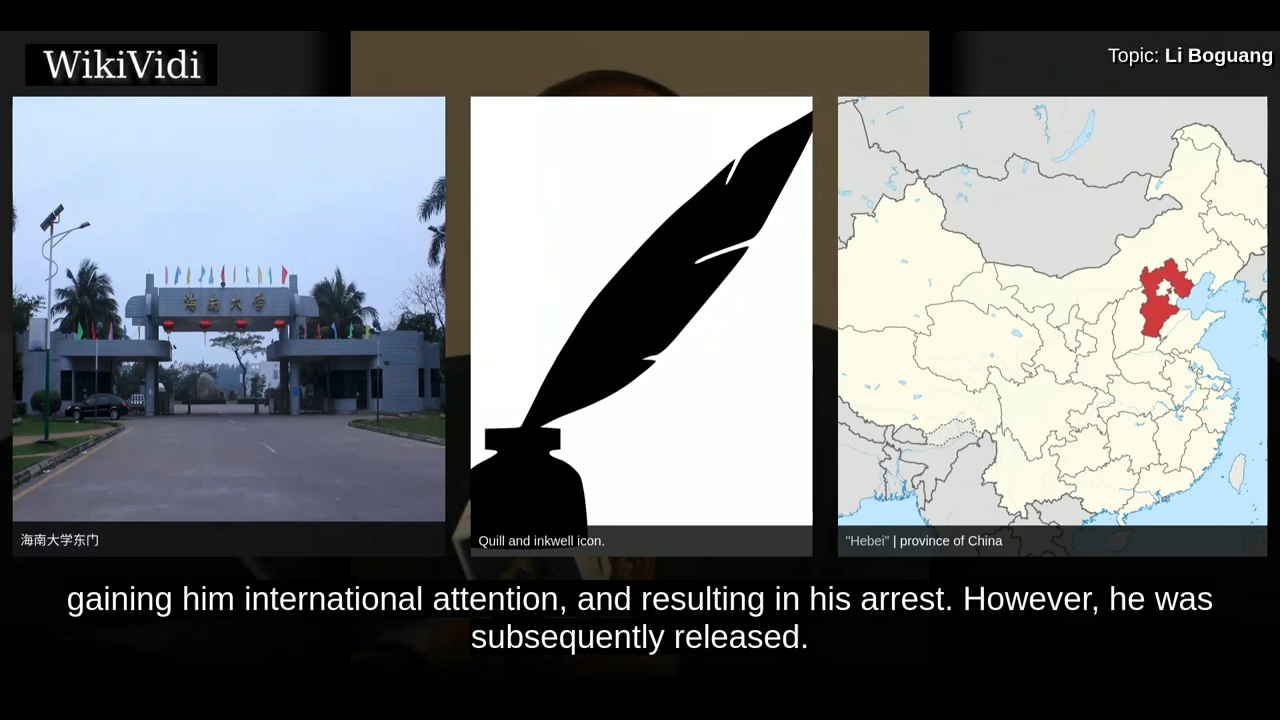 WikiVidi
Topic: Li Boguang
海南大学
海南大学东门
Quill and inkwell icon.
"Hebei" | province of China
gaining him international attention, and resulting in his arrest. However, he was
subsequently released.